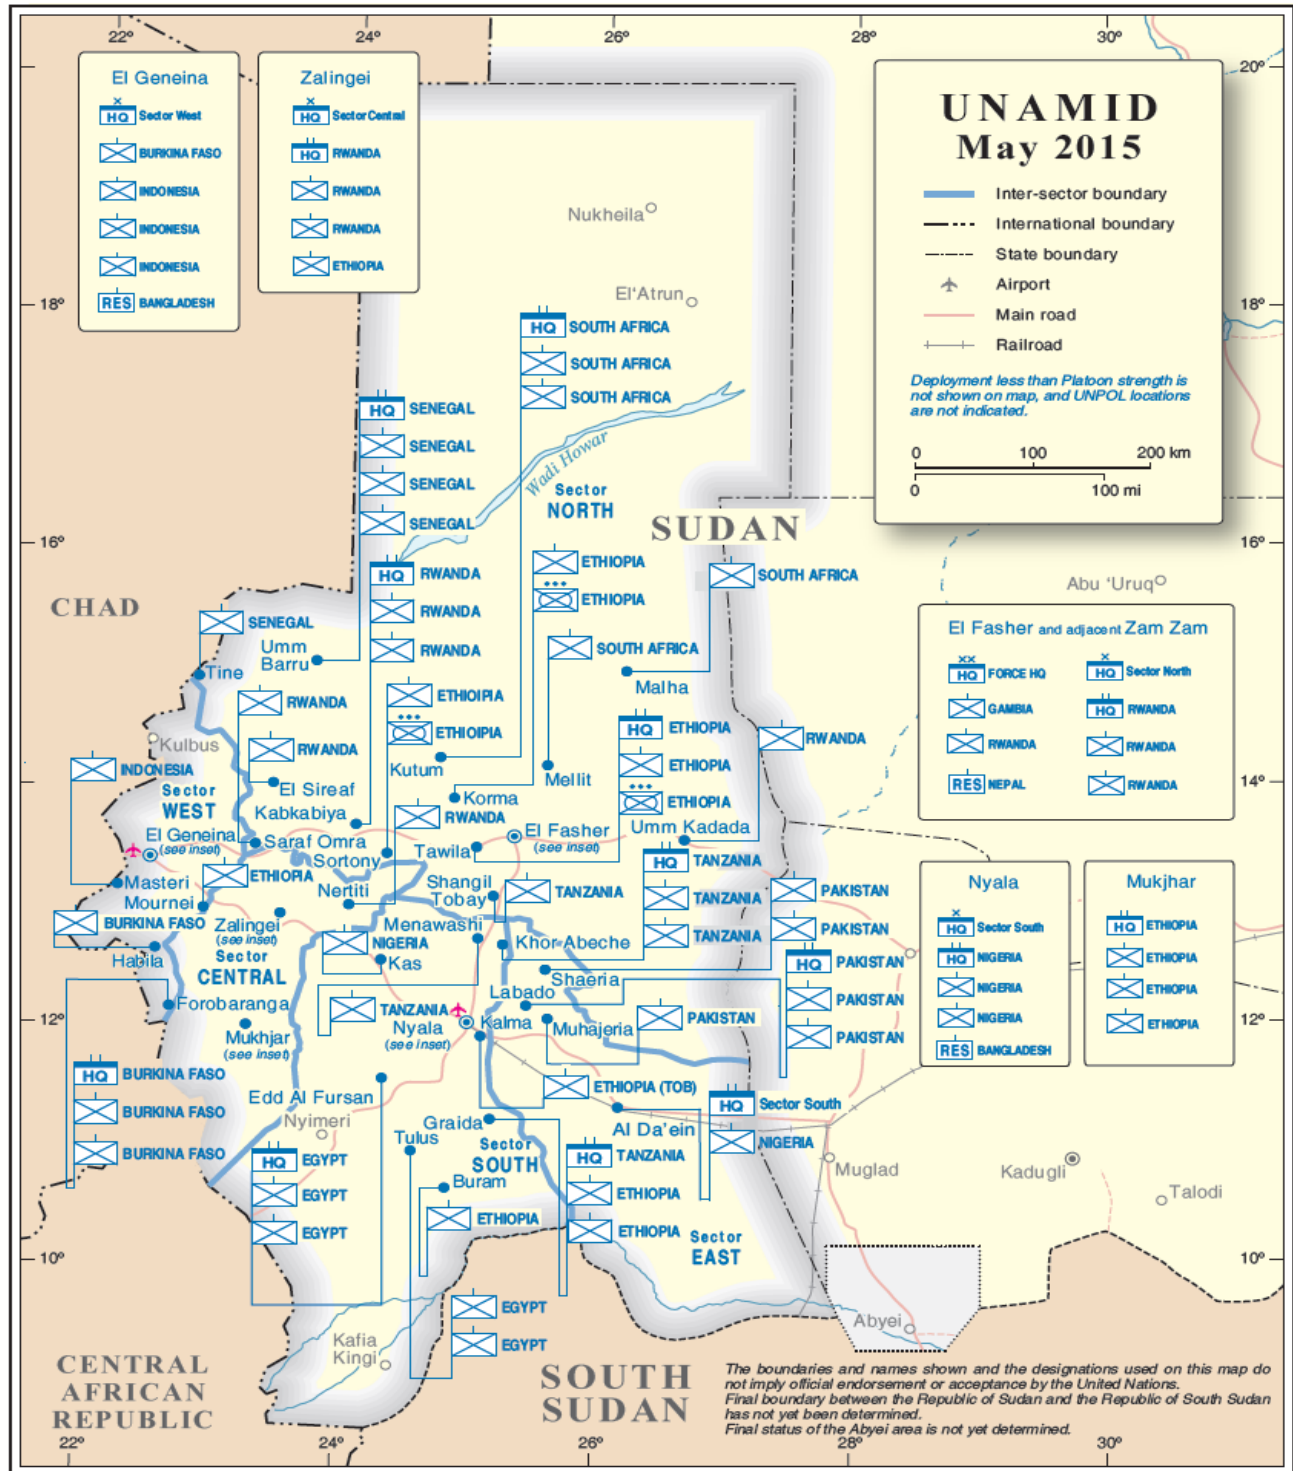 22°
24°
26°
28°
30°
El Geneina
HQ Sector West
BURKINA FASO
INDONESIA
INDONESIA
INDONESIA
RES BANGLADESH
Zalingei
HQ Sector Central
HQ RWANDA
RWANDA
RWANDA
ETHIOPIA
UNAMID
May 2015
Inter-sector boundary
International boundary
State boundary
Airport
Main road
Railroad
Deployment less than Platoon strength is
not shown on map, and UNPOL locations
are not indicated.
0 100 200 km
0 100 mi
20°
18°
18°
16°
16°
14°
14°
12°
12°
10°
10°
Nukheila
El‘Atrun
HQ SOUTH AFRICA
SOUTH AFRICA
SOUTH AFRICA
HQ SENEGAL
SENEGAL
SENEGAL
SENEGAL
Wadi Howar
Sector
NORTH
SUDAN
HQ RWANDA
RWANDA
RWANDA
ETHIOPIA
ETHIOPIA
SOUTH AFRICA
SOUTH AFRICA
Malha
Abu ‘Uruq
CHAD
SENEGAL
Umm
Barru
Tine
RWANDA
RWANDA
El Sireaf
Kulbus
INDONESIA
Sector
WEST
ETHIOIPIA
ETHIOIPIA
Kutum
Mellit
Korma
Kabkabiya
RWANDA
HQ ETHIOPIA
ETHIOPIA
ETHIOPIA
RWANDA
Umm Kadada
El Fasher and adjacent Zam Zam
HQ FORCE HQ
GAMBIA
RWANDA
RES NEPAL
HQ Sector North
HQ RWANDA
RWANDA
RWANDA
El Geneina
(see inset)
Saraf Omra
Sortony
Tawila
El Fasher
(see inset)
Masteri
Mournei
ETHIOPIA
Nertiti
Shangil
Tobay
TANZANIA
HQ TANZANIA
TANZANIA
TANZANIA
PAKISTAN
PAKISTAN
BURKINA FASO
Habila
Zalingei
(see inset)
Sector
CENTRAL
NIGERIA
Kas
Menawashi
Khor Abeche
Shaeria
HQ PAKISTAN
PAKISTAN
PAKISTAN
Forobaranga
Mukhjar
(see inset)
TANZANIA
Nyala
(see inset)
Kalma
Labado
Muhajeria
PAKISTAN
Nyala
HQ Sector South
HQ NIGERIA
NIGERIA
NIGERIA
RES BANGLADESH
Mukjhar
HQ ETHIOPIA
ETHIOPIA
ETHIOPIA
ETHIOPIA
HQ BURKINA FASO
BURKINA FASO
BURKINA FASO
Edd Al Fursan
Nyimeri
ETHIOPIA (TOB)
Al Da’ein
HQ Sector South
NIGERIA
Graida
Tulus
Sector
SOUTH
Buram
ETHIOPIA
HQ EGYPT
EGYPT
EGYPT
HQ TANZANIA
ETHIOPIA
ETHIOPIA
Sector
EAST
Muglad
Kadugli
Talodi
EGYPT
EGYPT
Abyei
Kafia
Kingi
CENTRAL
AFRICAN
REPUBLIC
SOUTH
SUDAN
The boundaries and names shown and the designations used on this map do
not imply official endorsement or acceptance by the United Nations.
Final boundary between the Republic of Sudan and the Republic of South Sudan
has not yet been determined.
Final status of the Abyei area is not yet determined.
22°
24°
26°
28°
30°